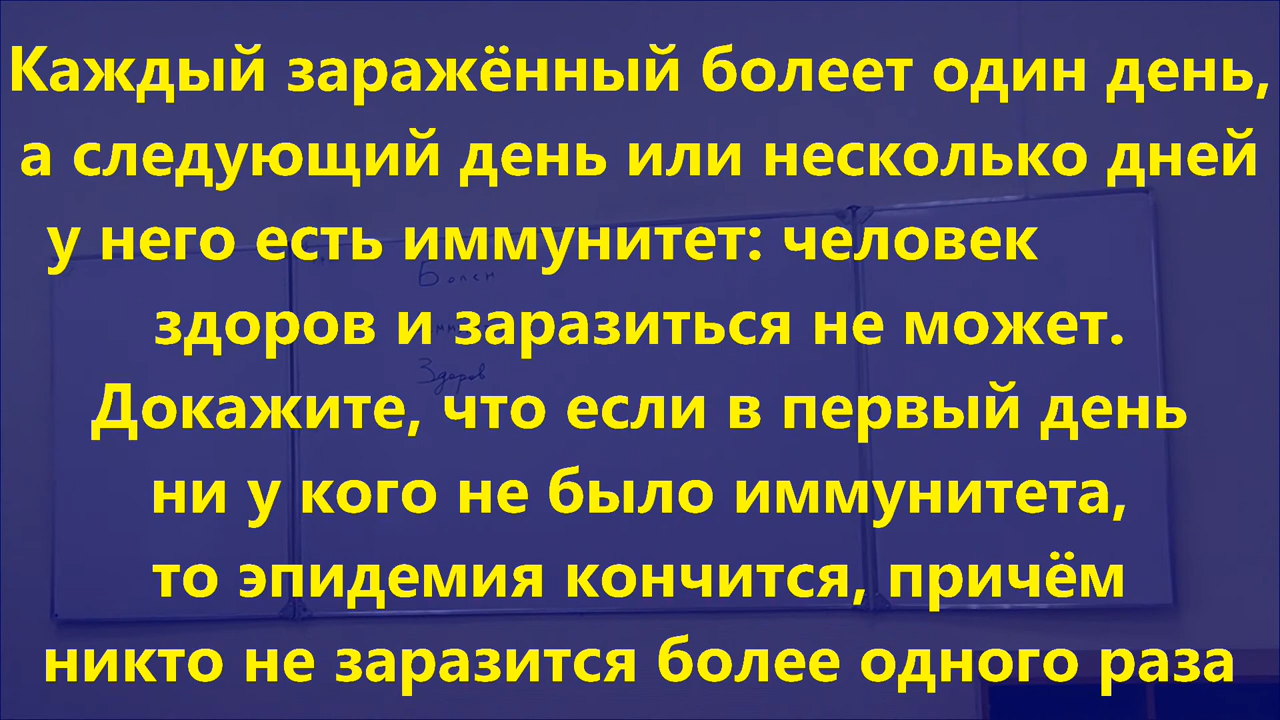 Каждый заражённый болеет один день,
а следующий день или несколько дней
у него есть иммунитет: человек
здоров и заразиться не может.
Докажите, что если в первый день
ни у кого не было иммунитета,
то эпидемия кончится, причём
никто не заразится более одного раза
Болен
Здоров